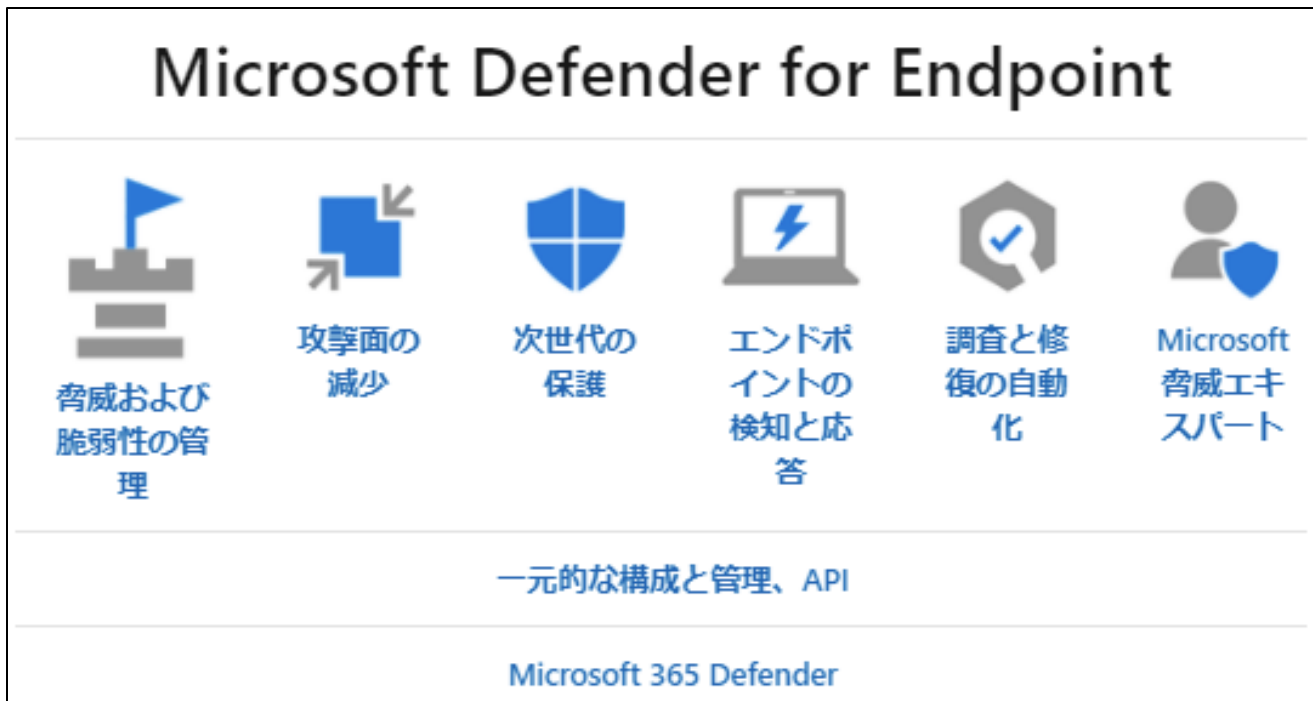 Microsoft Defender for Endpoint
脅威および
脆弱性の管
理
攻撃面の
減少
次世代の
保護
エンドポ
イントの
検知と応
答
調査と修
復の自動
化
Microsoft
脅威エキ
スパート
一元的な構成と管理、API
Microsoft 365 Defender